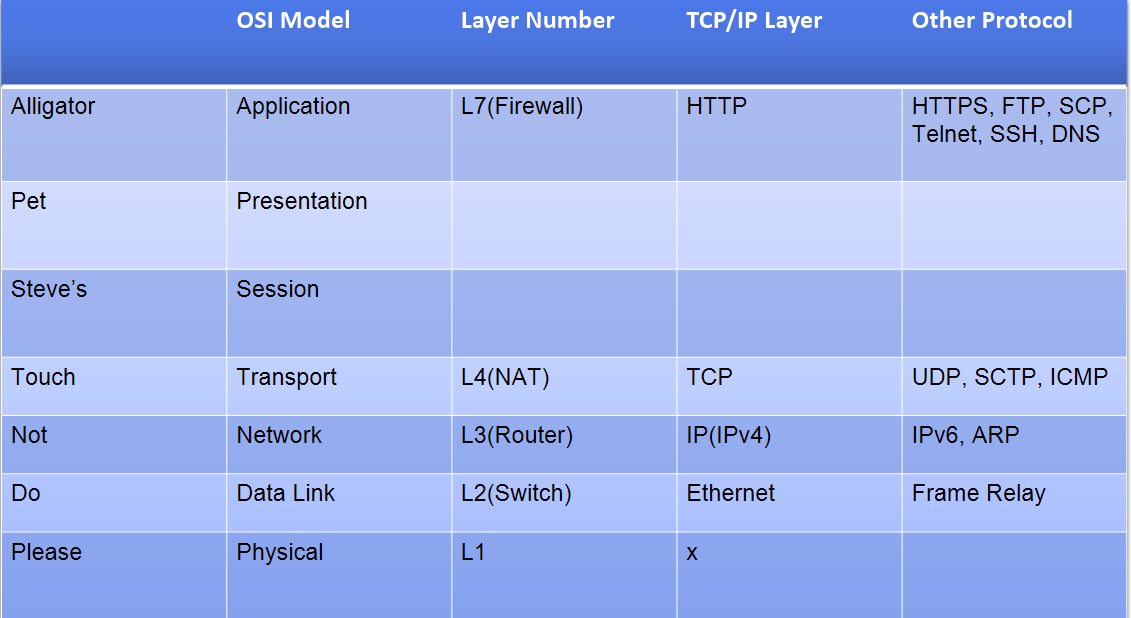 OSI Model Layer Number TCP/IP Layer Other Protocol
Alligator Application L7(Firewall) HTTP HTTPS, FTP, SCP,
Telnet, SSH, DNS
Pet Presentation
Steve’s Session
Touch Transport L4(NAT) TCP UDP, SCTP, ICMP
Not Network L3(Router) IP(IPv4) IPv6, ARP
Do Data Link L2(Switch) Ethernet Frame Relay
Please Physical L1 x